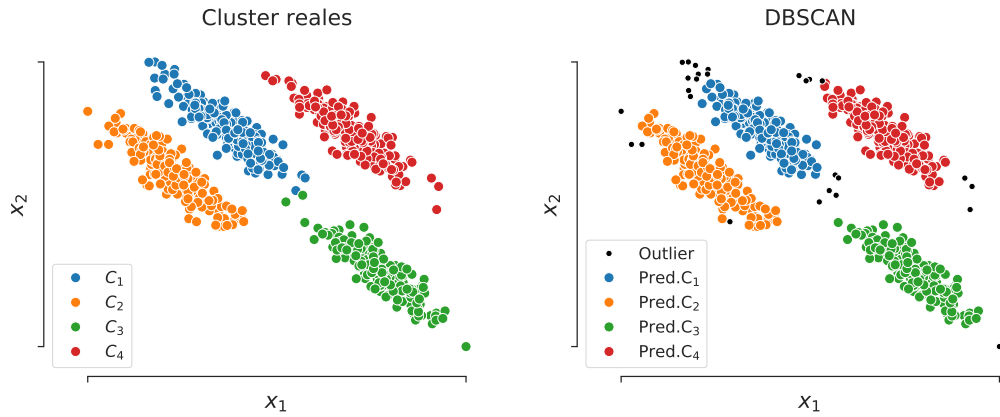 Cluster reales
x₂
C₁
C₂
C₃
C₄
x₁
DBSCAN
x₂
Outlier
Pred.C₁
Pred.C₂
Pred.C₃
Pred.C₄
x₁